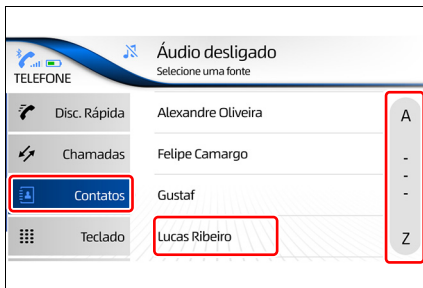 Áudio desligado
Selecione uma fonte
TELEFONE
Disc. Rápida
Alexandre Oliveira
A
Chamadas
Felipe Camargo
-
-
Contatos
Gustaf
-
Teclado
Lucas Ribeiro
Z